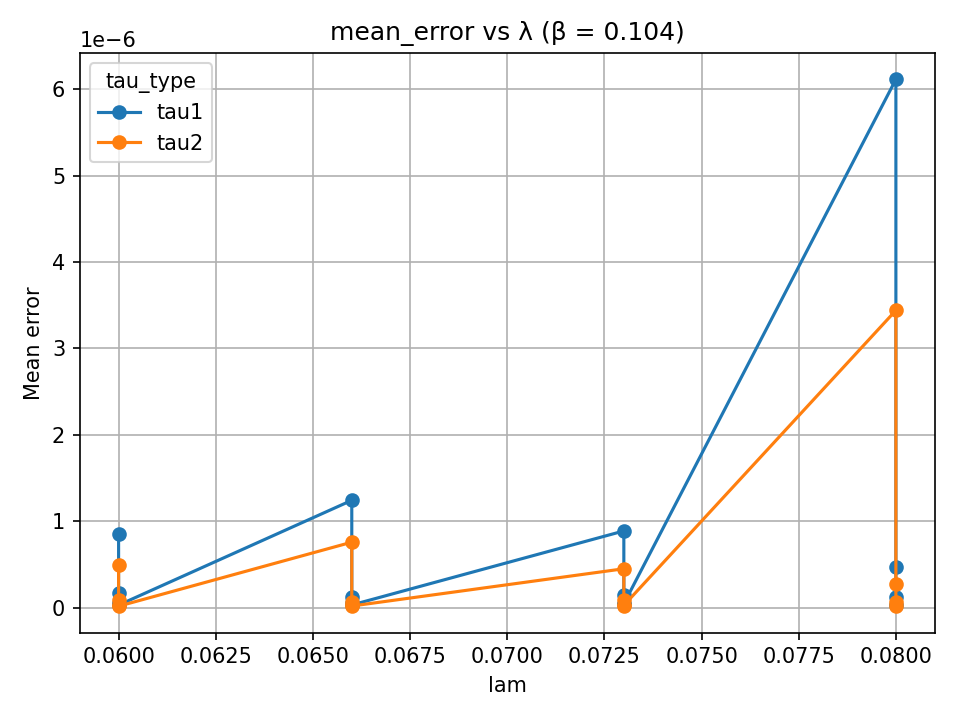 mean_error vs λ (β = 0.104)
1e−6
tau_type
tau1
tau2
6
5
4
3
2
1
0
Mean error
0.0600 0.0625 0.0650 0.0675 0.0700 0.0725 0.0750 0.0775 0.0800
lam